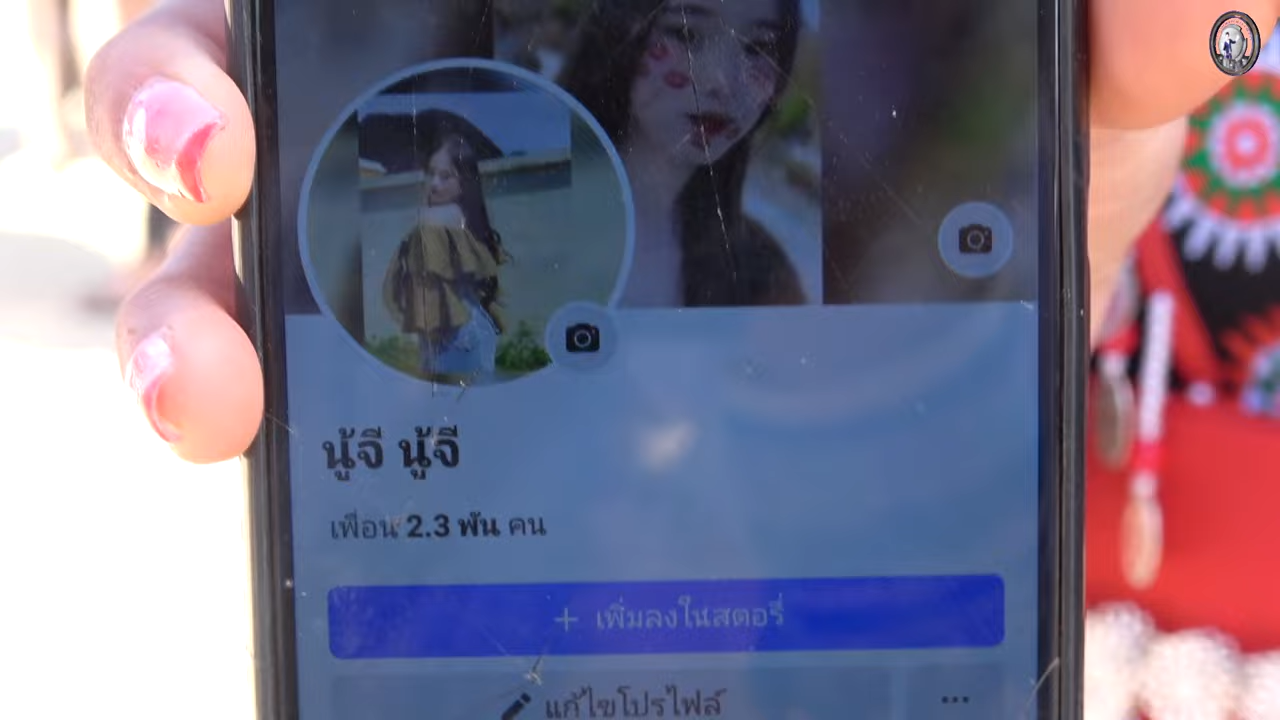 นู้จี นู้จี
เพื่อน 2.3 พัน คน
+ เพิ่มลงในสตอรี่
แก้ไขโปรไฟล์ ...